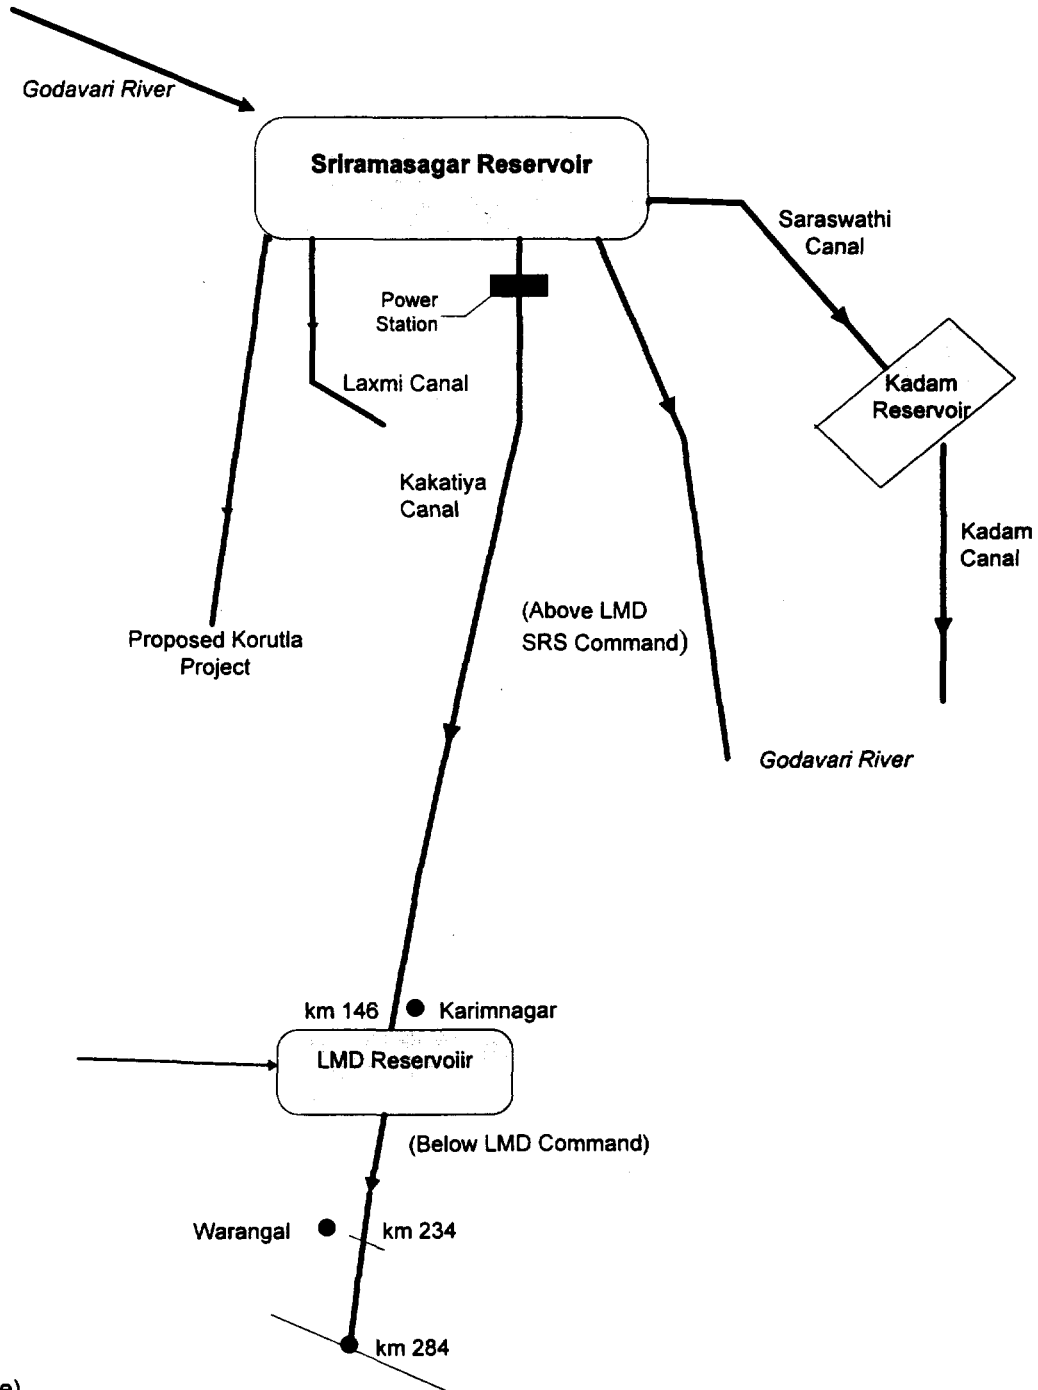 Godavari River
Sriramasagar Reservoir
Saraswathi
Canal
Power
Station
Laxmi Canal
Kadam
Reservoir
Kakatiya
Canal
Kadam
Canal
(Above LMD
SRS Command)
Proposed Korutla
Project
Godavari River
km 146
Karimnagar
LMD Reservoiir
(Below LMD Command)
Warangal
km 234
km 284